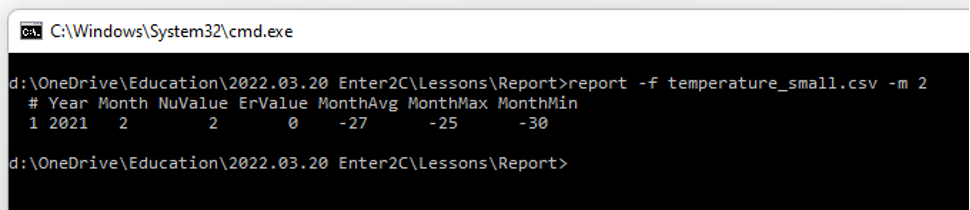 C:\Windows\System32\cmd.exe
d:\OneDrive\Education\2022.03.20 Enter2C\Lessons\Report>report -f temperature_small.csv -m 2
# Year Month NuValue ErValue MonthAvg MonthMax MonthMin
1 2021 2 2 0 -27 -25 -30
d:\OneDrive\Education\2022.03.20 Enter2C\Lessons\Report>